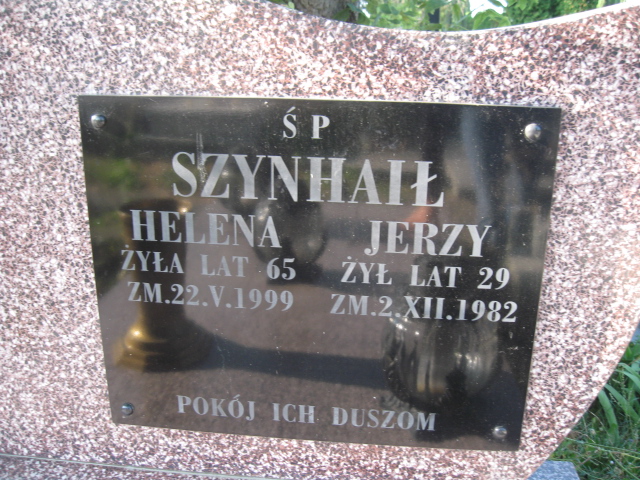 Ś P
SZYNHAIŁ
HELENA JERZY
ŻYŁA LAT 65 ŻYŁ LAT 29
ZM.22.V.1999 ZM.2.XII.1982
POKÓJ ICH DUSZOM